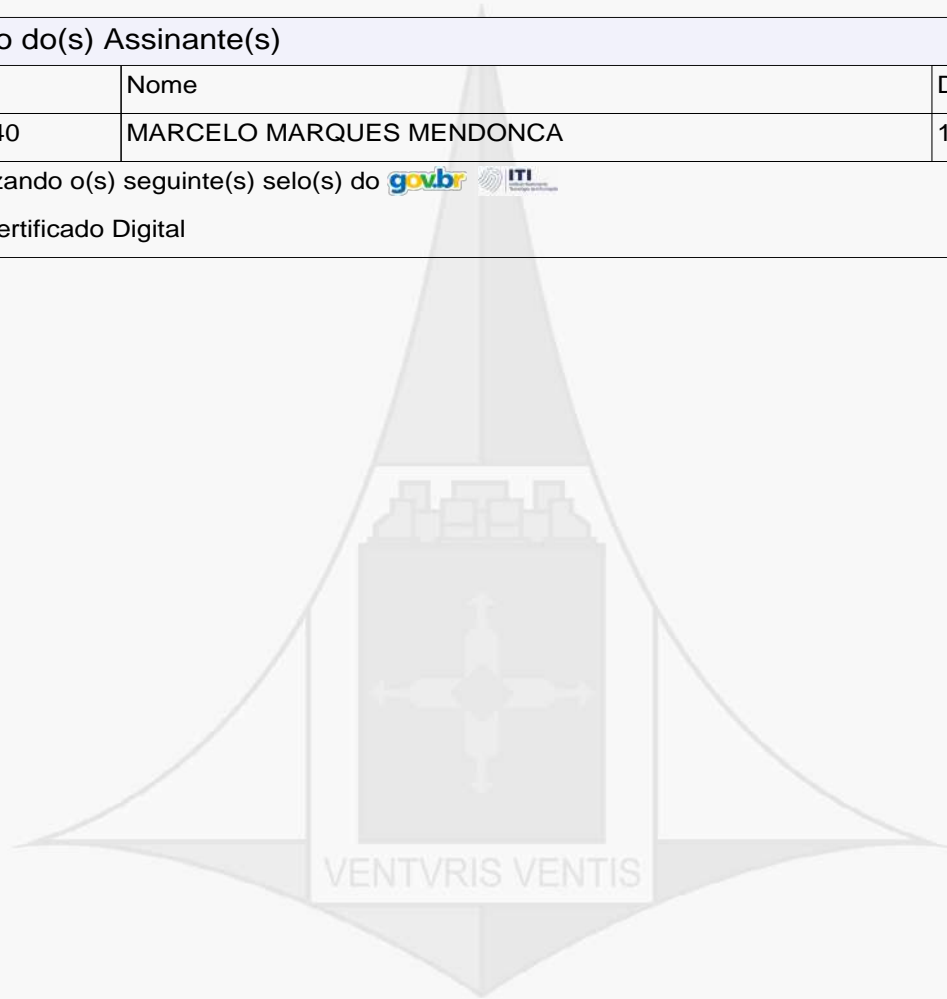 o do(s) Assinante(s)
Nome D
40 MARCELO MARQUES MENDONCA 1
zando o(s) seguinte(s) selo(s) do gov.br ITI
ertificado Digital
VENTVRIS VENTIS